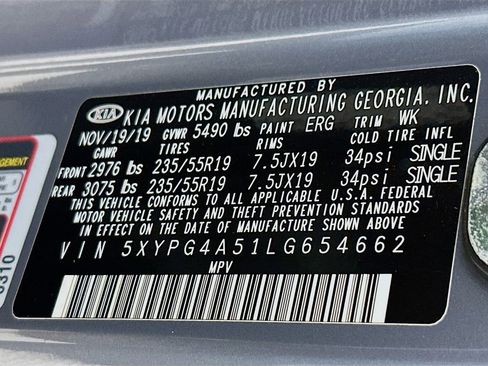 MANUFACTURED BY
KIA KIA MOTORS MANUFACTURING GEORGIA, INC.
NOV/19/19 GVWR 5490 lbs PAINT ERG TRIM WK
GAWR TIRES RIMS COLD TIRE INFL
FRONT 2976 lbs 235/55R19 7.5JX19 34psi SINGLE
REAR 3075 lbs 235/55R19 7.5JX19 34psi SINGLE
THIS VEHICLE CONFORMS TO ALL APPLICABLE U.S.A. FEDERAL
MOTOR VEHICLE SAFETY AND THEFT PREVENTION STANDARDS
IN EFFECT ON THE DATE OF MANUFACTURE SHOWN ABOVE.
VIN 5XYPG4A51LG654662
MPV